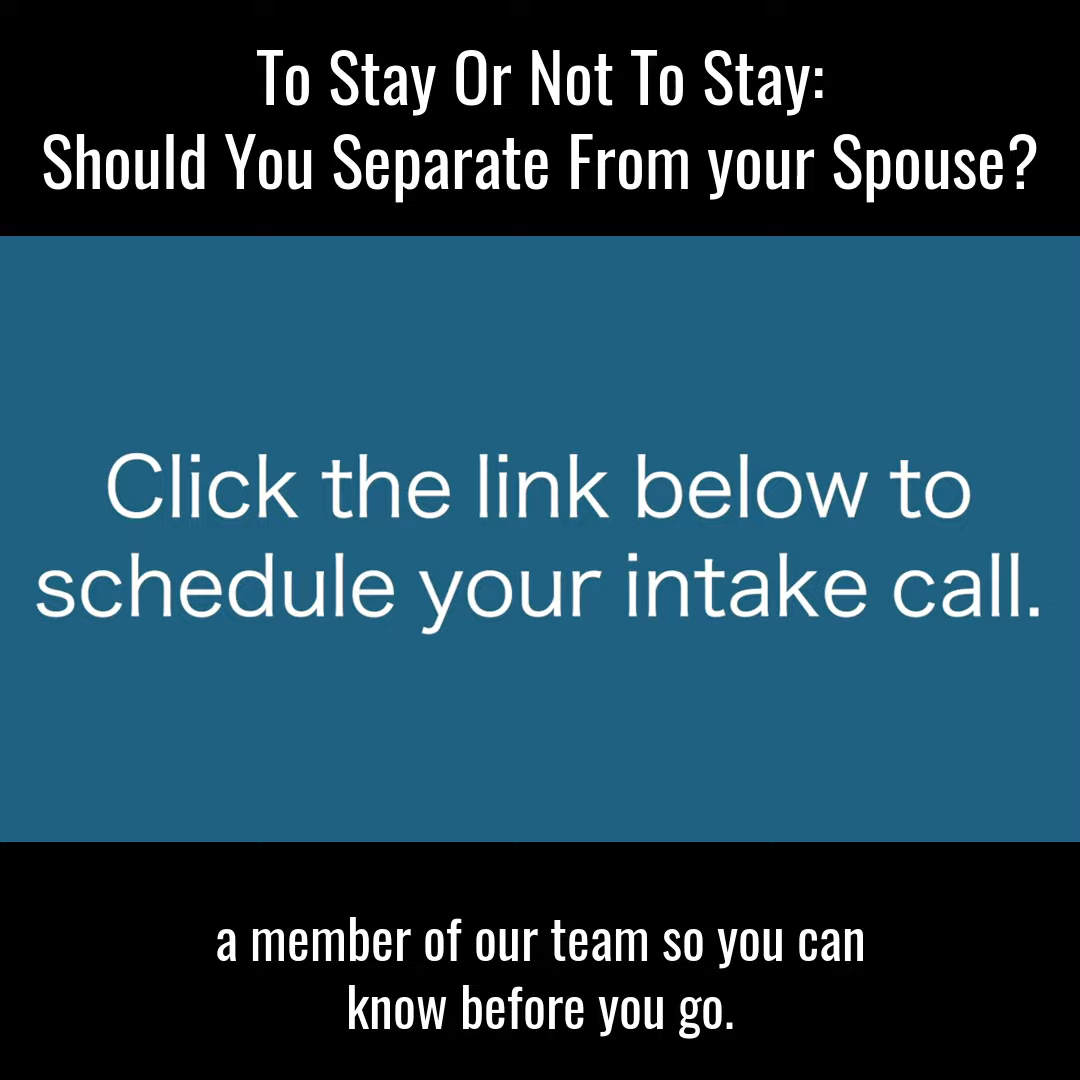 To Stay Or Not To Stay:
Should You Separate From your Spouse?
Click the link below to
schedule your intake call.
a member of our team so you can
know before you go.